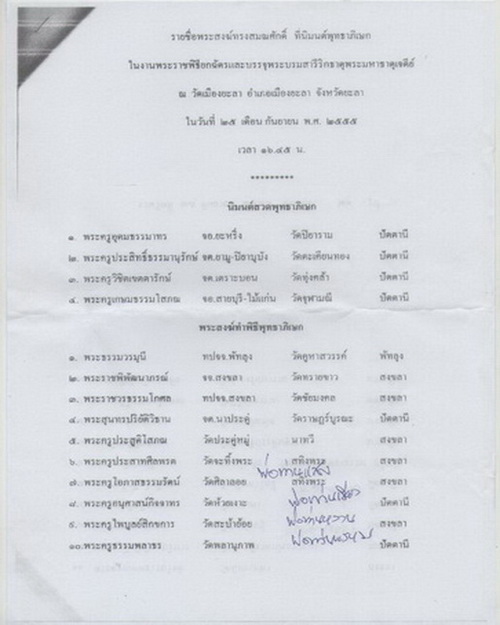 รายชื่อพระสงฆ์ทรงสมณศักดิ์ ที่นิมนต์พุทธาภิเษก
ในงานพระราชพิธียกฉัตรและบรรจุพระบรมสารีริกธาตุพระมหาธาตุเจดีย์
ณ วัดเมืองยะลา อำเภอเมืองยะลา จังหวัดยะลา
ในวันที่ ๒๕ เดือน กันยายน พ.ศ. ๒๕๕๕
เวลา ๑๖.๔๕ น.
*********
นิมนต์สวดพุทธาภิเษก
๑. พระครูอุดมธรรมาทร จอ.ยะหริ่ง วัดปิยาราม ปัตตานี
๒. พระครูประสิทธิ์ธรรมานุรักษ์ จต.ยามู-ปิยามุมัง วัดตะเคียนทอง ปัตตานี
๓. พระครูวิชิตเขตตารักษ์ จต.เตราะบอน วัดทุ่งคล้า ปัตตานี
๔. พระครูเกษมธรรมโสภณ จอ.สายบุรี-ไม้แก่น วัดจุฬามณี ปัตตานี
พระสงฆ์ทำพิธีพุทธาภิเษก
๑. พระธรรมวรมุนี ทปจจ.พัทลุง วัดคูหาสวรรค์ พัทลุง
๒. พระราชพิพัฒนาภรณ์ จจ.สงขลา วัดทรายขาว สงขลา
๓. พระราชวรธรรมโกศล ทปจจ.สงขลา วัดชัยมงคล สงขลา
๔. พระสุนทรปริยัติวิธาน จต.นาประดู่ วัดราษฎร์บูรณะ ปัตตานี
๕. พระครูประสูติโสภณ วัดประดู่หมู่ นาทวี สงขลา
๖. พระครูประสาทศีลพรต วัดจะทิ้งพระ สทิงพระ สงขลา
พ่อท่านแสง
๗. พระครูโอภาสธรรมรัตน์ วัดศิลาลอย สทิงพระ สงขลา
๘. พระครูอนุศาสน์กิจจาทร วัดห้วยเงาะ พ่อท่านเขียว ปัตตานี
๙. พระครูไพบูลย์สิกขการ วัดสะบ้าย้อย พ่อท่านหวาน สงขลา
๑๐.พระครูธรรมพลาธร วัดพลานุภาพ พ่อท่านพรหม ปัตตานี